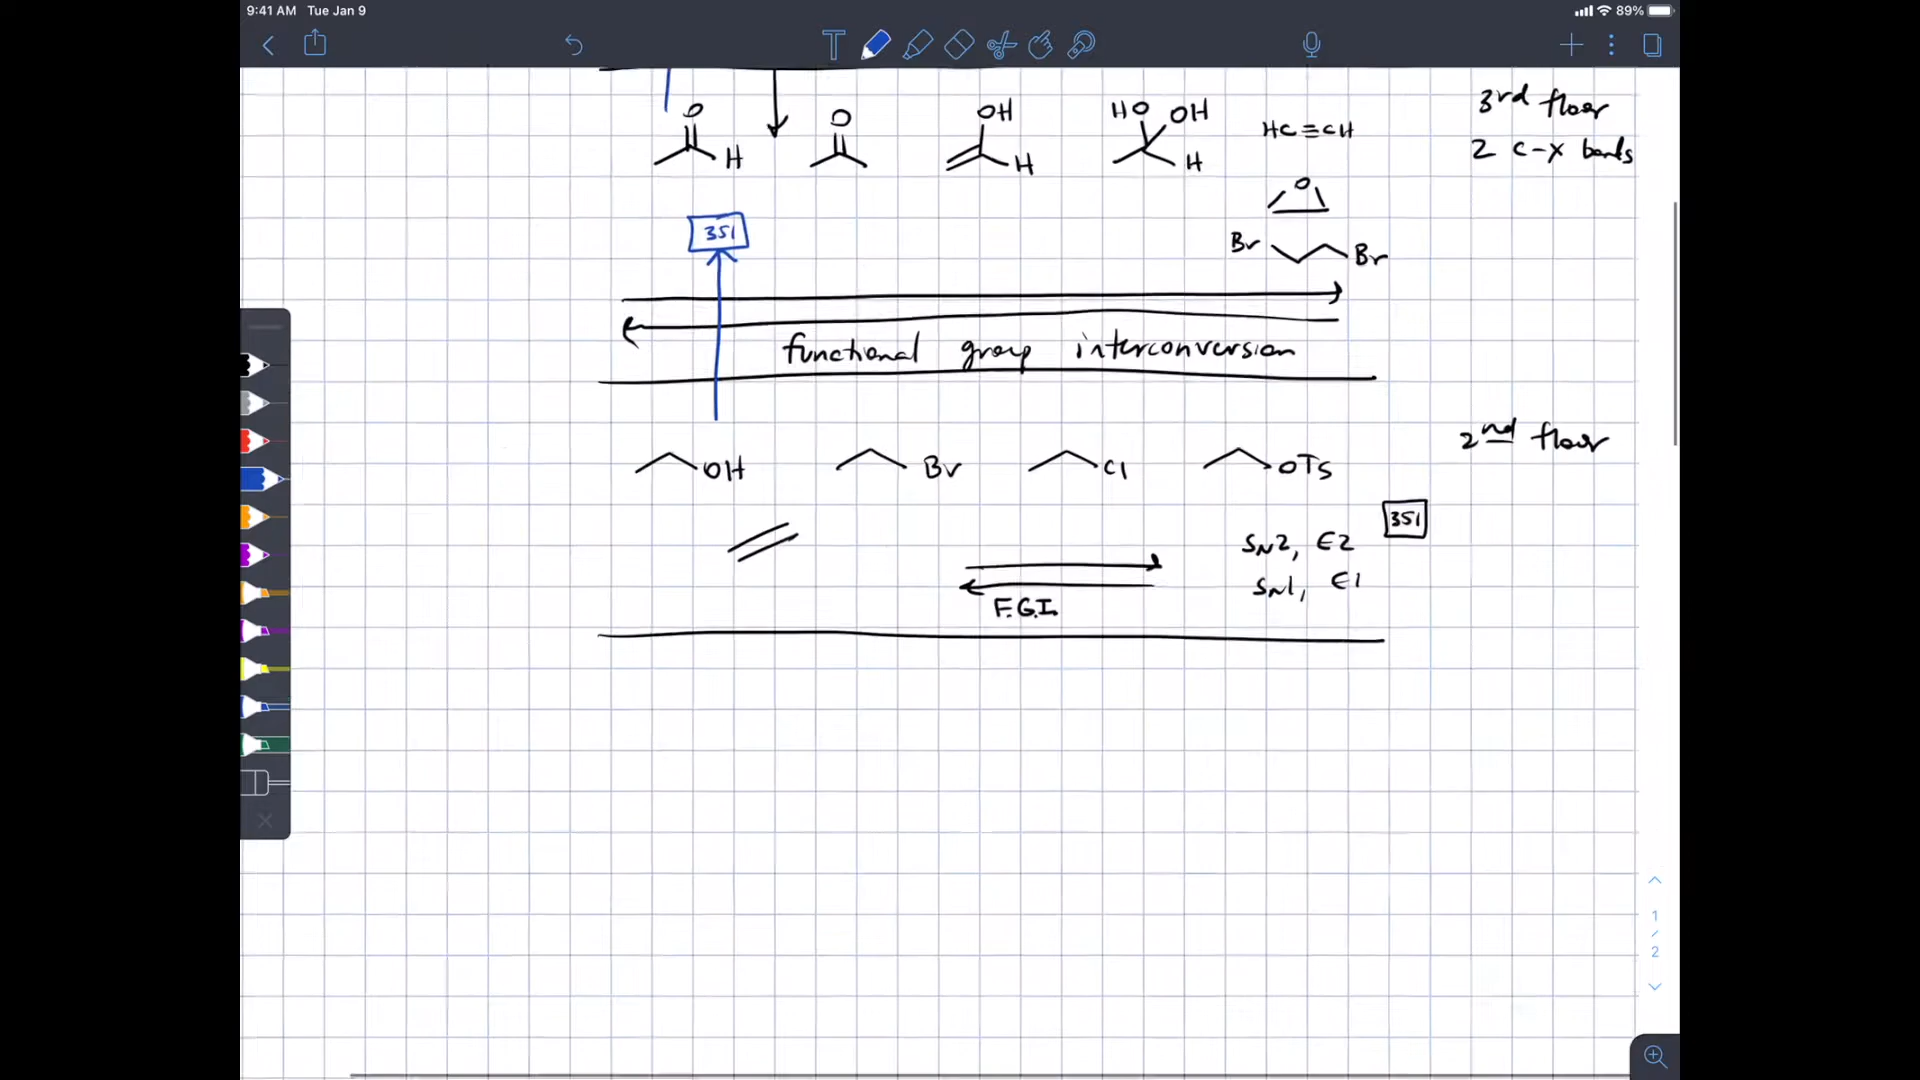 9:41 AM Tue Jan 9
89%
T
3rd floor
2 C-X bonds
O
H
O
OH
H
HO OH
H
HC≡CH
O
Br Br
351
functional group interconversion
2nd floor
OH
Br
Cl
OTs
351
SN2, E2
SN1, E1
F.G.I.
1
/
2